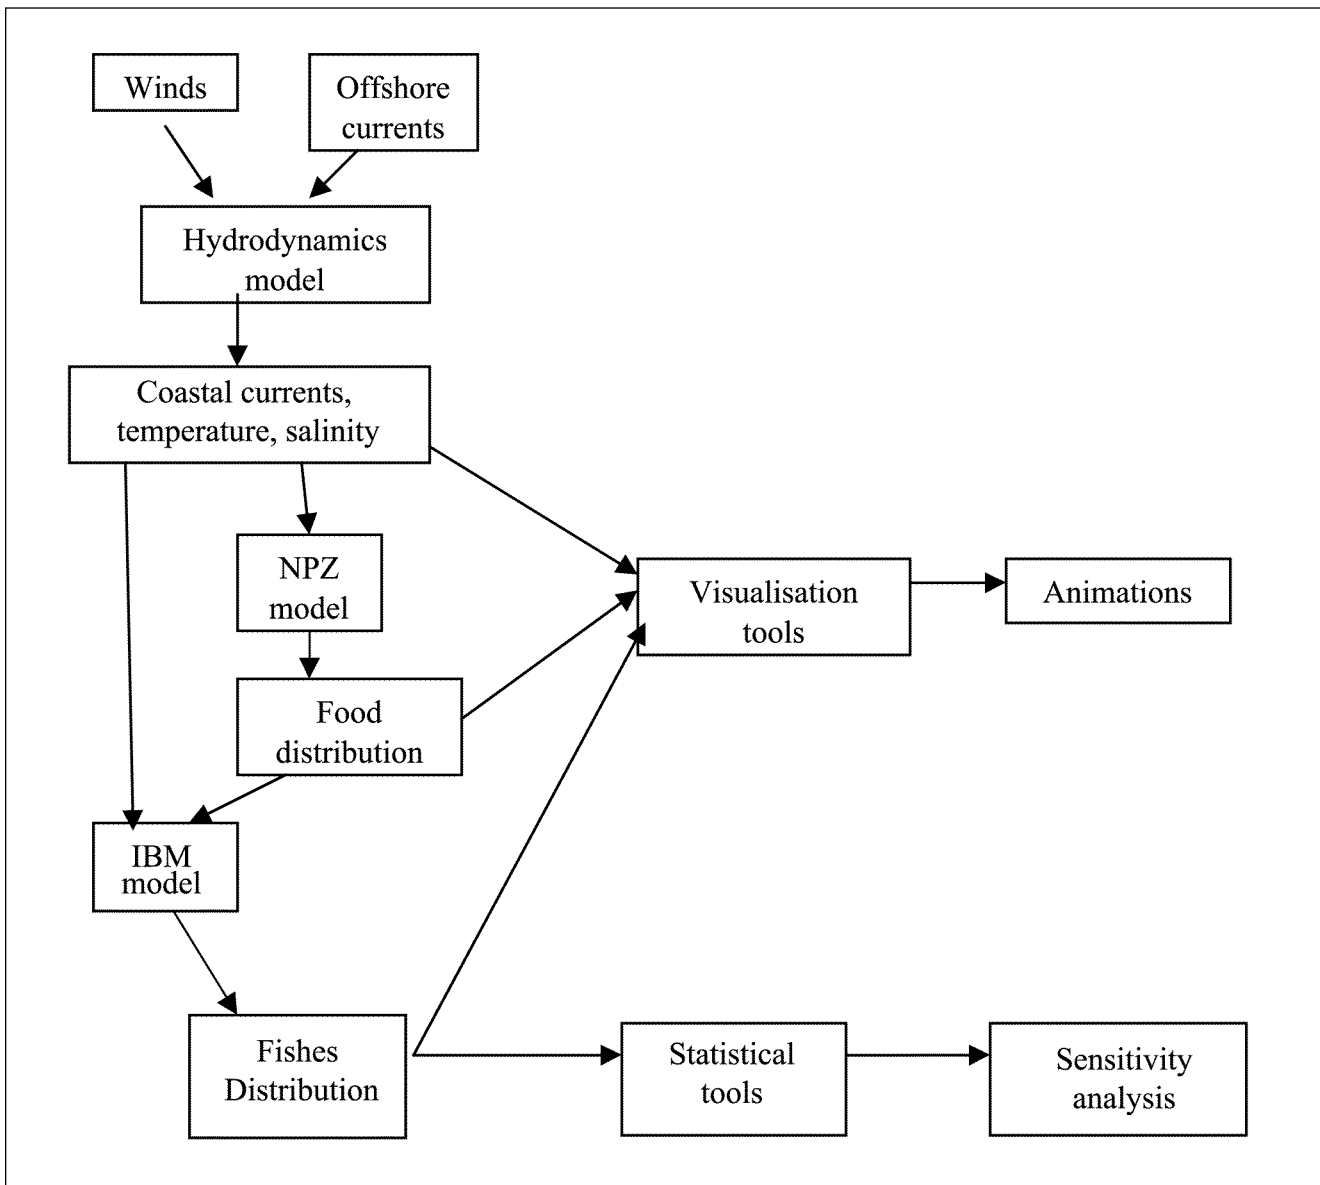 Winds
Offshore
currents
Hydrodynamics
model
Coastal currents,
temperature, salinity
NPZ
model
Visualisation
tools
Animations
Food
distribution
IBM
model
Fishes
Distribution
Statistical
tools
Sensitivity
analysis